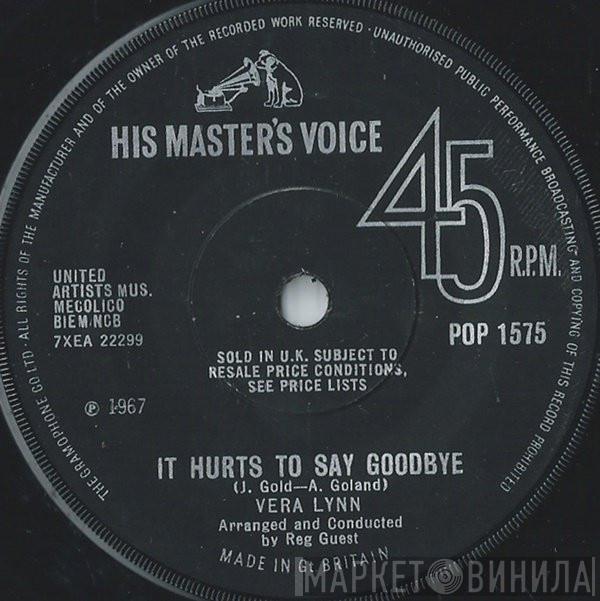 THE GRAMOPHONE CO LTD. ALL RIGHTS OF THE MANUFACTURER AND OF THE OWNER OF THE RECORDED WORK RESERVED · UNAUTHORISED PUBLIC PERFORMANCE BROADCASTING AND COPYING OF THIS RECORD PROHIBITED
HIS MASTER'S VOICE
45
R.P.M.
UNITED
ARTISTS MUS.
MECOLICO
BIEM/NCB
7XEA 22299
POP 1575
SOLD IN U.K. SUBJECT TO
RESALE PRICE CONDITIONS,
SEE PRICE LISTS
℗ 1967
IT HURTS TO SAY GOODBYE
(J. Gold—A. Goland)
VERA LYNN
Arranged and Conducted
by Reg Guest
MADE IN Gt. BRITAIN
МАРКЕТ ВИНИЛА